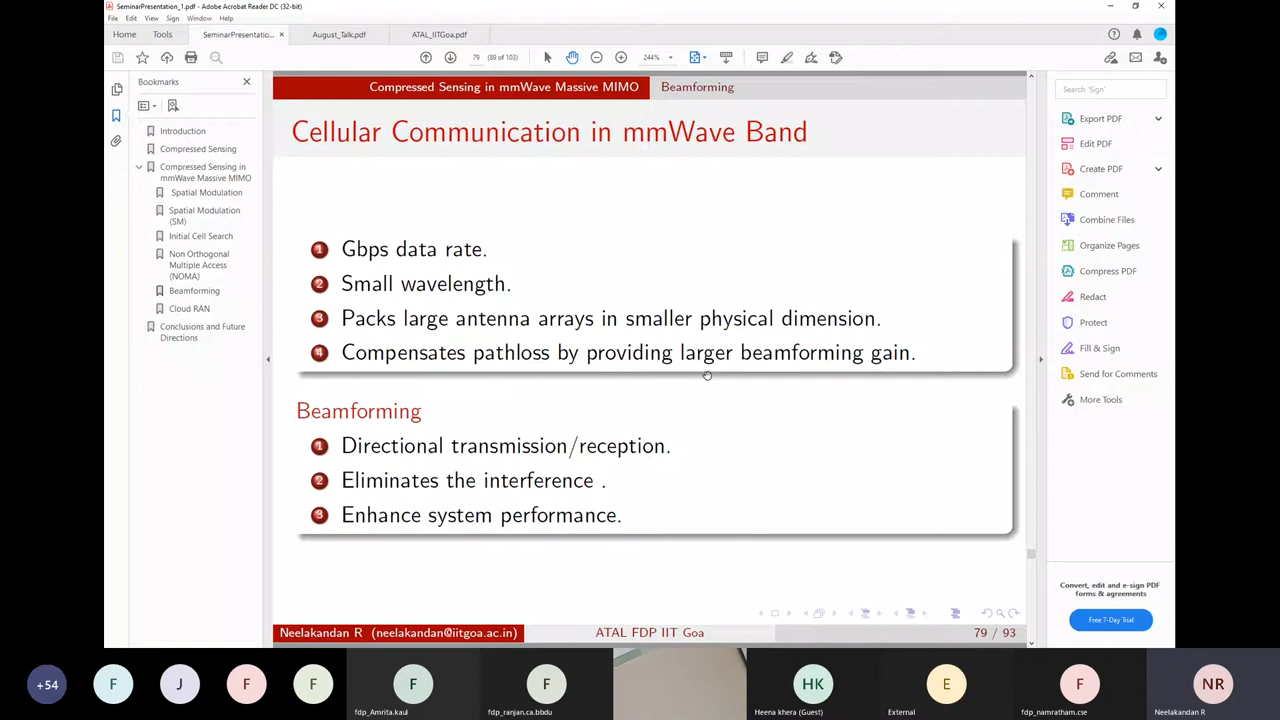 SeminarPresentation_1.pdf - Adobe Acrobat Reader DC (32-bit)
File Edit View Sign Window Help
Home Tools SeminarPresentatio... × August_Talk.pdf ATAL_IITGoa.pdf
79 (89 of 103) 244%
Bookmarks
Introduction
Compressed Sensing
Compressed Sensing in
mmWave Massive MIMO
Spatial Modulation
Spatial Modulation
(SM)
Initial Cell Search
Non Orthogonal
Multiple Access
(NOMA)
Beamforming
Cloud RAN
Conclusions and Future
Directions
Compressed Sensing in mmWave Massive MIMO Beamforming
Cellular Communication in mmWave Band
1 Gbps data rate.
2 Small wavelength.
3 Packs large antenna arrays in smaller physical dimension.
4 Compensates pathloss by providing larger beamforming gain.
Beamforming
1 Directional transmission/reception.
2 Eliminates the interference .
3 Enhance system performance.
Neelakandan R (neelakandan@iitgoa.ac.in) ATAL FDP IIT Goa 79 / 93
Search 'Sign'
Export PDF
Edit PDF
Create PDF
Comment
Combine Files
Organize Pages
Compress PDF
Redact
Protect
Fill & Sign
Send for Comments
More Tools
Convert, edit and e-sign PDF
forms & agreements
Free 7-Day Trial
+54 F J F F F F HK E F NR
fdp_Amrita.kaul fdp_ranjan.ca.bbdu Heena khera (Guest) External fdp_namratham.cse Neelakandan R